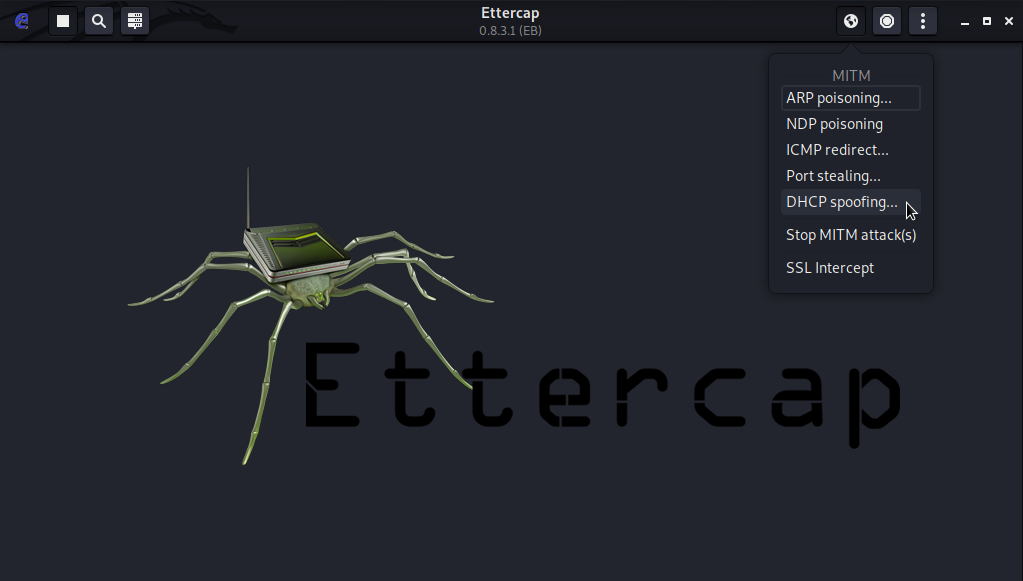 Ettercap
0.8.3.1 (EB)
MITM
ARP poisoning...
NDP poisoning
ICMP redirect...
Port stealing...
DHCP spoofing...
Stop MITM attack(s)
SSL Intercept
Ettercap